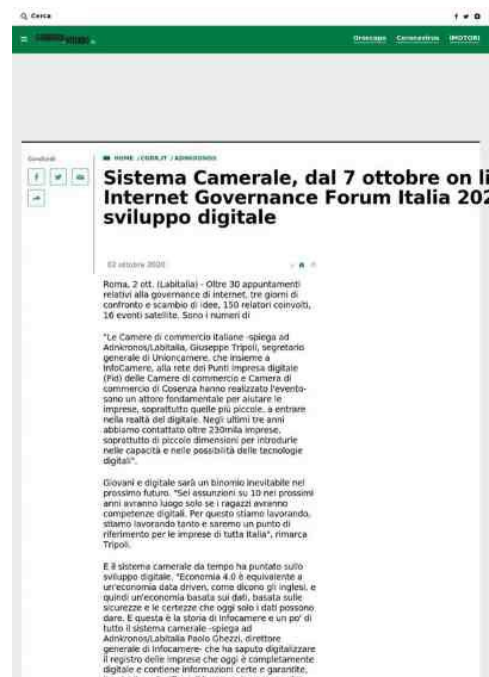 Cerca
Oroscopo Coronavirus IMOTORI
Condividi
HOME / CORR.IT / ADNKRONOS
Sistema Camerale, dal 7 ottobre on li
Internet Governance Forum Italia 202
sviluppo digitale
02 ottobre 2020
Roma, 2 ott. (Labitalia) - Oltre 30 appuntamenti
relativi alla governance di internet, tre giorni di
confronto e scambio di idee, 150 relatori coinvolti,
16 eventi satellite. Sono i numeri di
"Le Camere di commercio italiane -spiega ad
Adnkronos/Labitalia, Giuseppe Tripoli, segretario
generale di Unioncamere, che insieme a
InfoCamere, alla rete dei Punti impresa digitale
(Pid) delle Camere di commercio e Camera di
commercio di Cosenza hanno realizzato l'evento-
sono un attore fondamentale per aiutare le
imprese, soprattutto quelle più piccole, a entrare
nella realtà del digitale. Negli ultimi tre anni
abbiamo contattato oltre 230mila imprese,
soprattutto di piccole dimensioni per introdurle
nelle capacità e nelle possibilità delle tecnologie
digitali".
Giovani e digitale sarà un binomio inevitabile nel
prossimo futuro. "Sei assunzioni su 10 nei prossimi
anni avranno luogo solo se i ragazzi avranno
competenze digitali. Per questo stiamo lavorando,
stiamo lavorando tanto e saremo un punto di
riferimento per le imprese di tutta Italia", rimarca
Tripoli.
E il sistema camerale da tempo ha puntato sullo
sviluppo digitale. "Economia 4.0 è equivalente a
un'economia data driven, come dicono gli inglesi, e
quindi un'economia basata sui dati, basata sulle
sicurezze e le certezze che oggi solo i dati possono
dare. E questa è la storia di Infocamere e un po' di
tutto il sistema camerale -spiega ad
Adnkronos/Labitalia Paolo Ghezzi, direttore
generale di Infocamere- che ha saputo digitalizzare
il registro delle imprese che oggi è completamente
digitale e contiene informazioni certe e garantite,